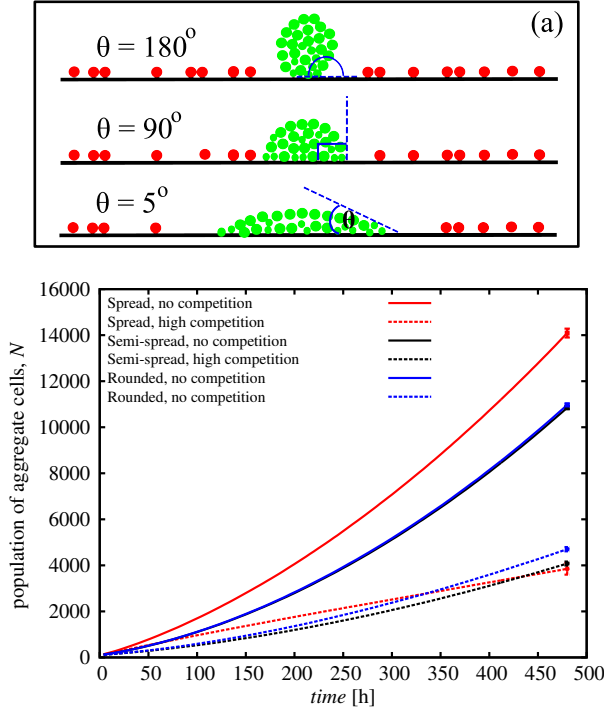 (a)
θ = 180°
θ = 90°
θ = 5°
θ
16000
14000
12000
10000
8000
6000
4000
2000
0
population of aggregate cells, N
Spread, no competition
Spread, high competition
Semi-spread, no competition
Semi-spread, high competition
Rounded, no competition
Rounded, no competition
0 50 100 150 200 250 300 350 400 450 500
time [h]